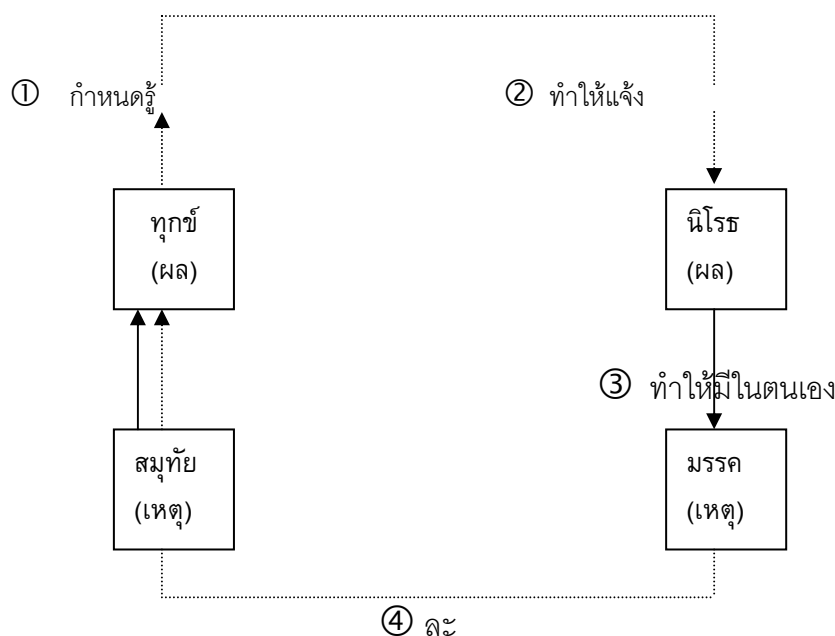 ① กำหนดรู้
② ทำให้แจ้ง
ทุกข์
(ผล)
นิโรธ
(ผล)
③ ทำให้มีในตนเอง
สมุทัย
(เหตุ)
มรรค
(เหตุ)
④ ละ